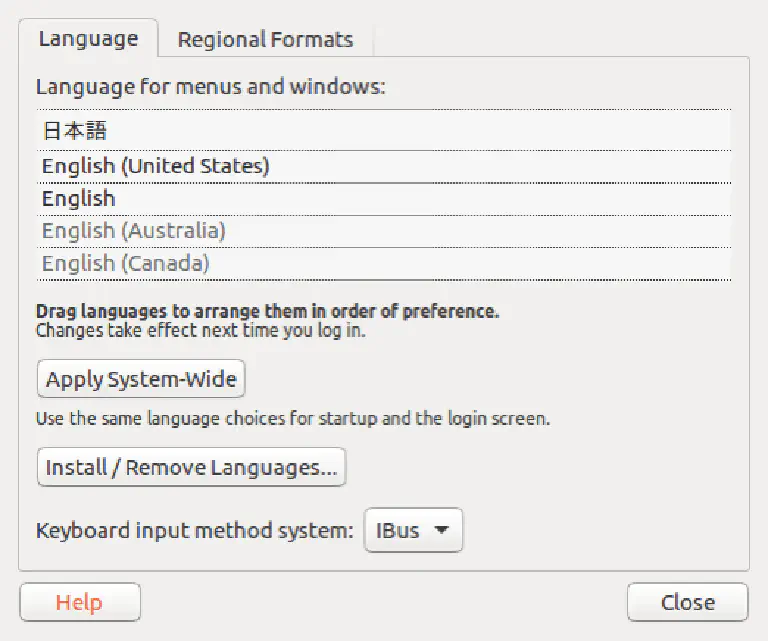 Language Regional Formats
Language for menus and windows:
日本語
English (United States)
English
English (Australia)
English (Canada)
Drag languages to arrange them in order of preference.
Changes take effect next time you log in.
Apply System-Wide
Use the same language choices for startup and the login screen.
Install / Remove Languages...
Keyboard input method system: IBus
Help Close